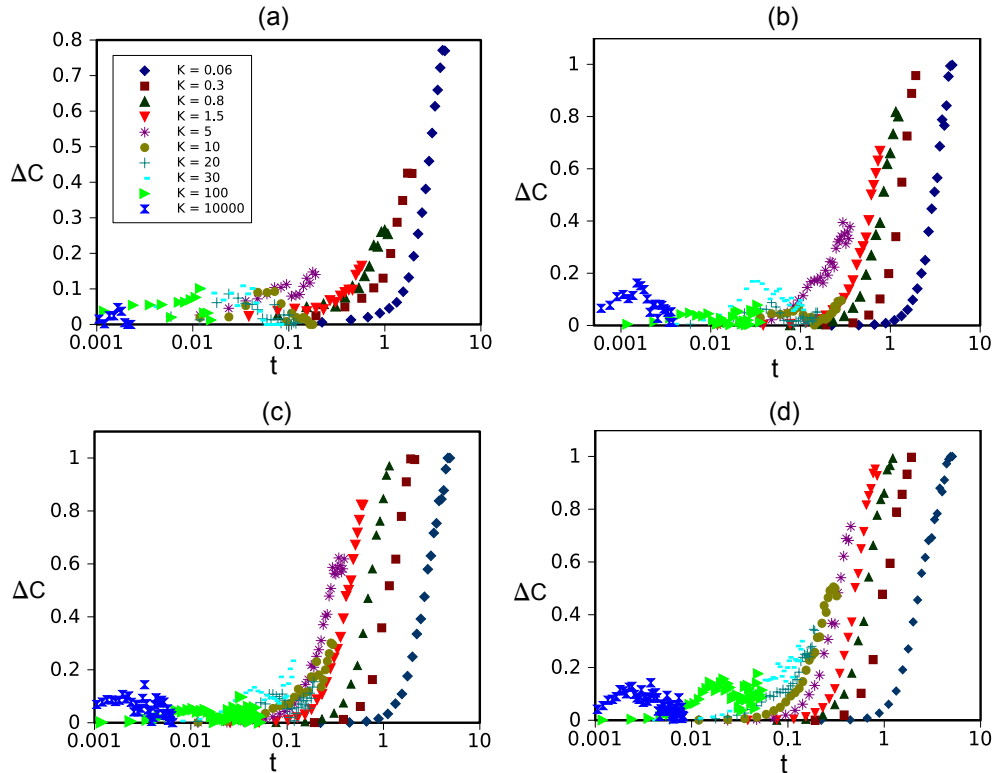 (a)
0.8
0.7
0.6
0.5
0.4
0.3
0.2
0.1
0
ΔC
K = 0.06
K = 0.3
K = 0.8
K = 1.5
K = 5
K = 10
K = 20
K = 30
K = 100
K = 10000
0.001 0.01 0.1 1 10
t
(b)
1
0.8
0.6
0.4
0.2
0
ΔC
0.001 0.01 0.1 1 10
t
(c)
1
0.8
0.6
0.4
0.2
0
ΔC
0.001 0.01 0.1 1 10
t
(d)
1
0.8
0.6
0.4
0.2
0
ΔC
0.001 0.01 0.1 1 10
t